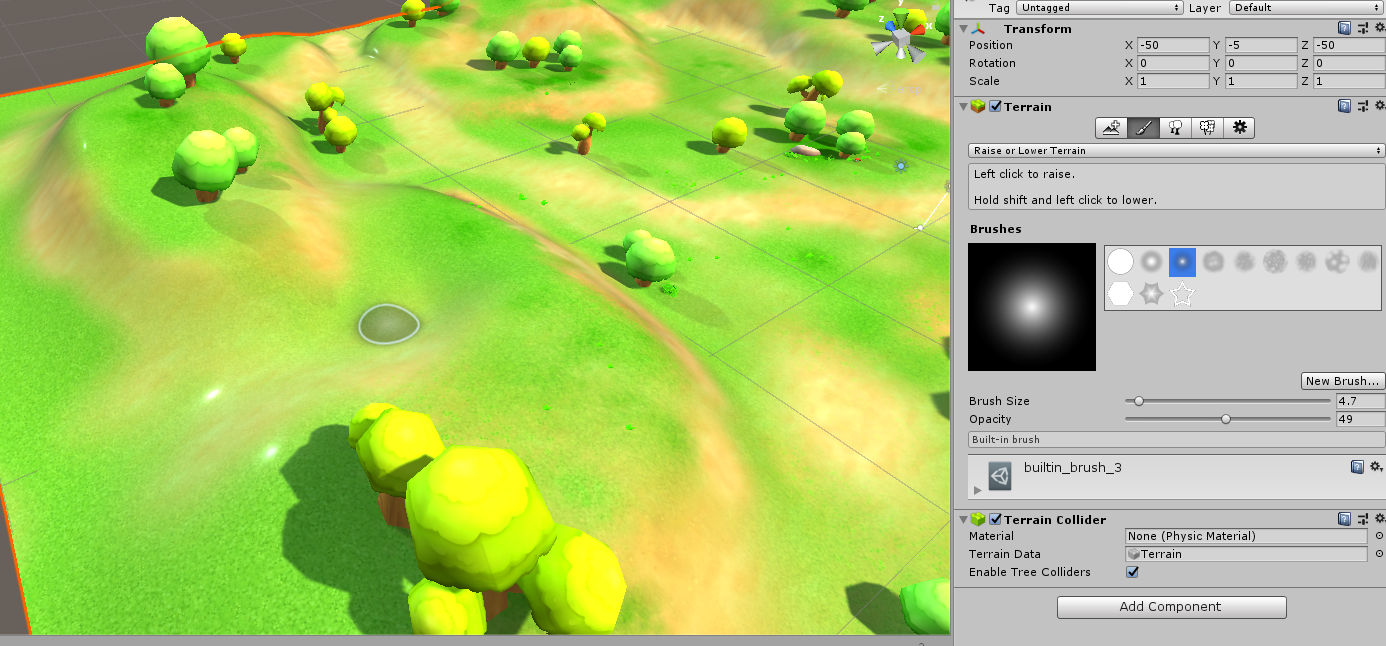 Tag Untagged Layer Default
Transform
Position X -50 Y -5 Z -50
Rotation X 0 Y 0 Z 0
Scale X 1 Y 1 Z 1
Terrain
Raise or Lower Terrain
Left click to raise.
Hold shift and left click to lower.
Brushes
New Brush...
Brush Size 4.7
Opacity 49
Built-in brush
builtin_brush_3
Terrain Collider
Material None (Physic Material)
Terrain Data Terrain
Enable Tree Colliders
Add Component
y
z
x